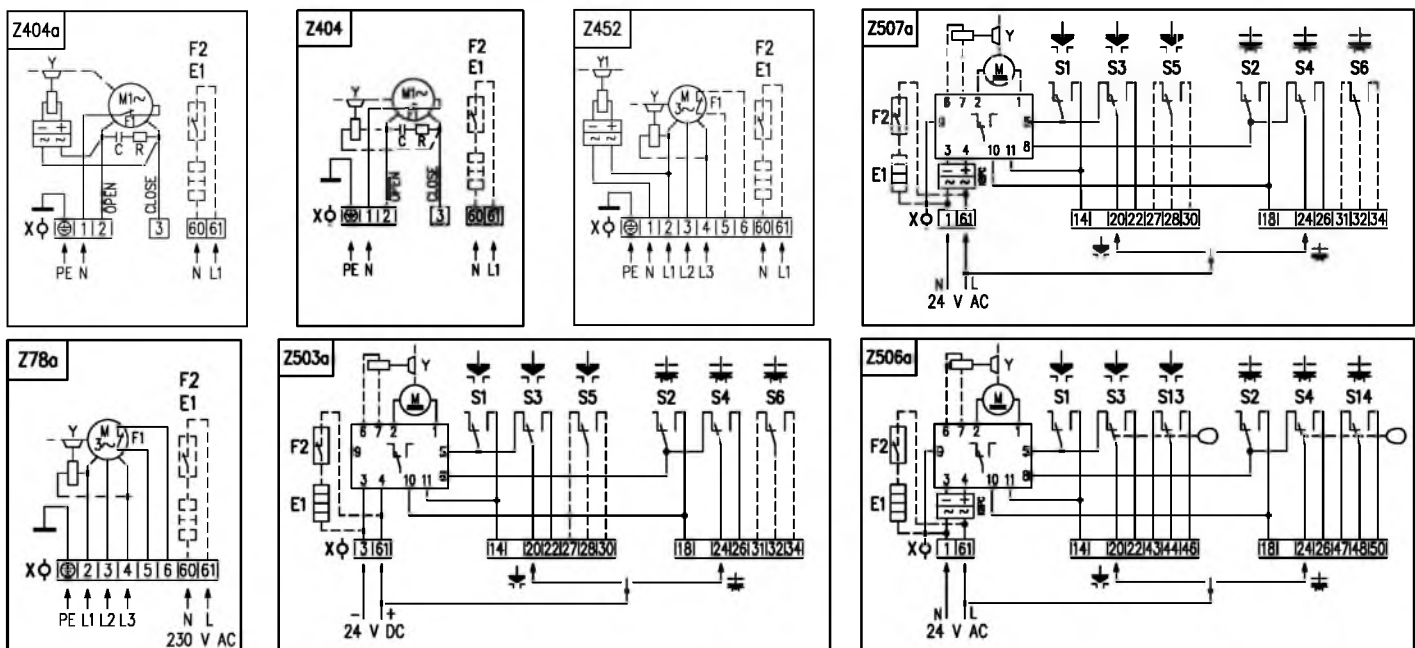 Z404a
F2
E1
Y
M1~
F1
- +
~ ~
C R
OPEN
CLOSE
X 1 2 3 60 61
PE N N L1
Z404
F2
E1
Y
M1~
F1
C R
OPEN
CLOSE
X 1 2 3 60 61
PE N N L1
Z452
F2
E1
Y1
Y M 3~ F1
- +
~ ~
X 1 2 3 4 5 6 60 61
PE N L1 L2 L3 N L1
Z507a
Y
M
S1 S3 S5 S2 S4 S6
F2
6 7 2 1
9 5
8
3 4 10 11
E1
- +
~ ~
X 1 61 14 20 22 27 28 30 18 24 26 31 32 34
N L
24 V AC
Z78a
F2
E1
Y M 3~ F1
X 2 3 4 5 6 60 61
PE L1 L2 L3 N L
230 V AC
Z503a
Y
M
S1 S3 S5 S2 S4 S6
F2
6 7 2 1
9 5
8
3 4 10 11
E1
X 3 61 14 20 22 27 28 30 18 24 26 31 32 34
- +
24 V DC
Z506a
Y
M
S1 S3 S13 S2 S4 S14
F2
6 7 2 1
9 5
8
3 4 10 11
E1
- +
~ ~
X 1 61 14 20 22 43 44 46 18 24 26 47 48 50
N L
24 V AC